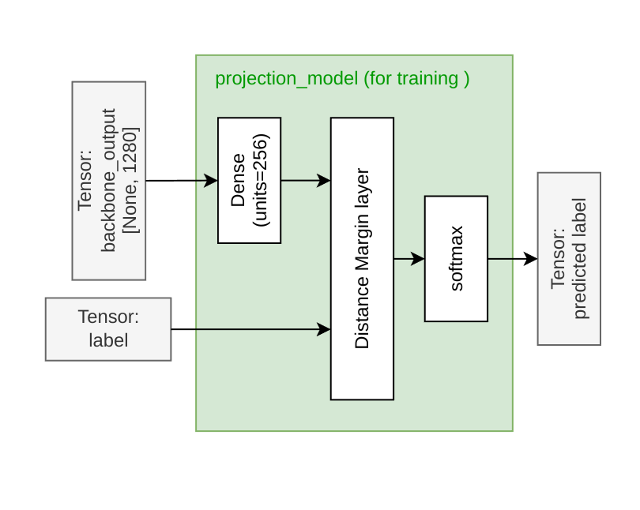 projection_model (for training )
Tensor:
backbone_output
[None, 1280]
Dense
(units=256)
Distance Margin layer
softmax
Tensor:
predicted label
Tensor:
label